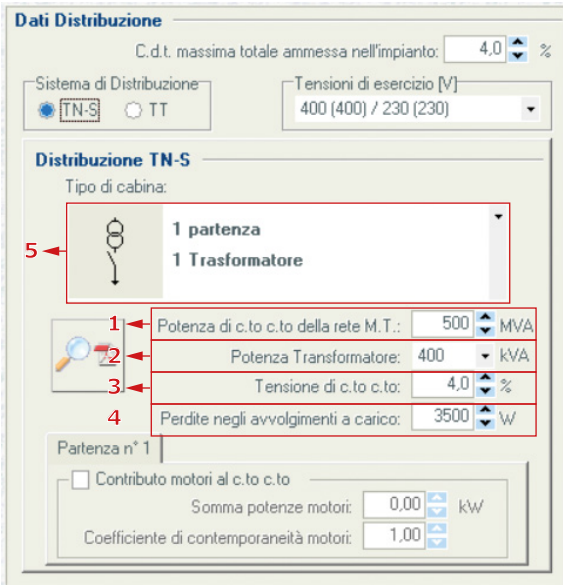 Dati Distribuzione
C.d.t. massima totale ammessa nell'impianto: 4,0 %
Sistema di Distribuzione Tensioni di esercizio [V]
TN-S TT 400 (400) / 230 (230)
Distribuzione TN-S
Tipo di cabina:
1 partenza
5
1 Trasformatore
1 Potenza di c.to c.to della rete M.T.: 500 MVA
2 Potenza Transformatore: 400 kVA
3 Tensione di c.to c.to: 4,0 %
4 Perdite negli avvolgimenti a carico: 3500 W
Partenza n° 1
Contributo motori al c.to c.to
Somma potenze motori: 0,00 kW
Coefficiente di contemporaneità motori: 1,00